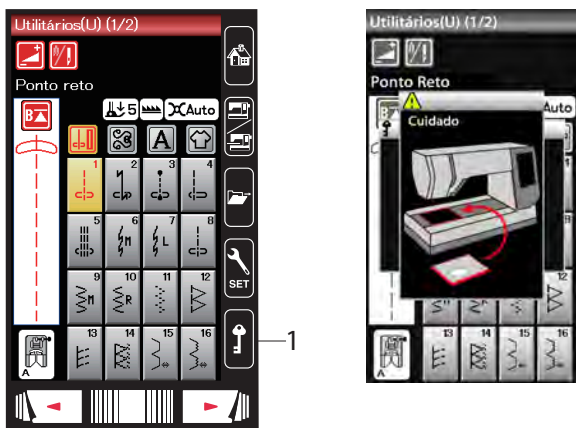 Utilitários(U) (1/2)
Ponto reto
B
5
Auto
A
1
2
3
4
5
6
M
7
L
8
9
M
10
R
11
12
SET
13
14
15
16
A
1
Utilitários(U) (1/2)
Ponto Reto
Auto
Cuidado
12
13
14
15
16
A